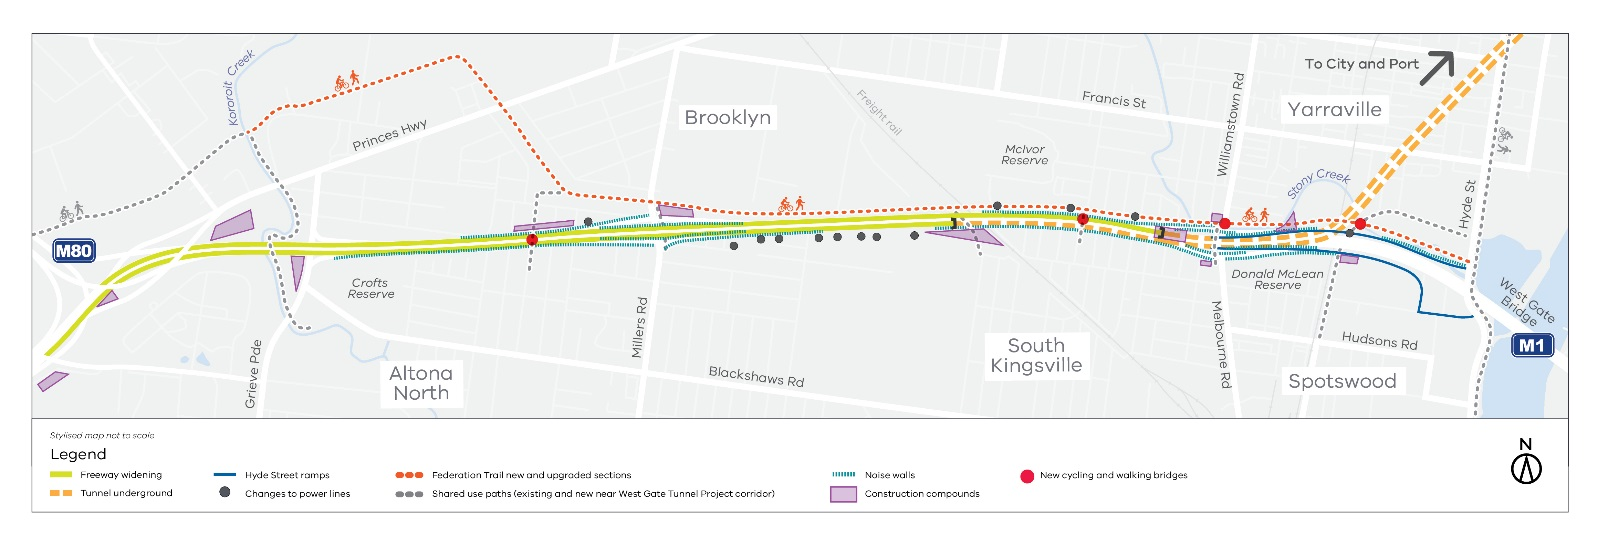 To City and Port
Kororoit Creek
Francis St
Freight rail
Williamstown Rd
Yarraville
Brooklyn
Princes Hwy
McIvor
Reserve
Stony Creek
Hyde St
M80
Crofts
Reserve
Donald McLean
Reserve
West Gate
Bridge
Millers Rd
Melbourne Rd
Hudsons Rd
M1
Grieve Pde
Altona
North
Blackshaws Rd
South
Kingsville
Spotswood
Stylised map not to scale
Legend
Freeway widening
Hyde Street ramps
Federation Trail new and upgraded sections
Noise walls
New cycling and walking bridges
Tunnel underground
Changes to power lines
Shared use paths (existing and new near West Gate Tunnel Project corridor)
Construction compounds
N